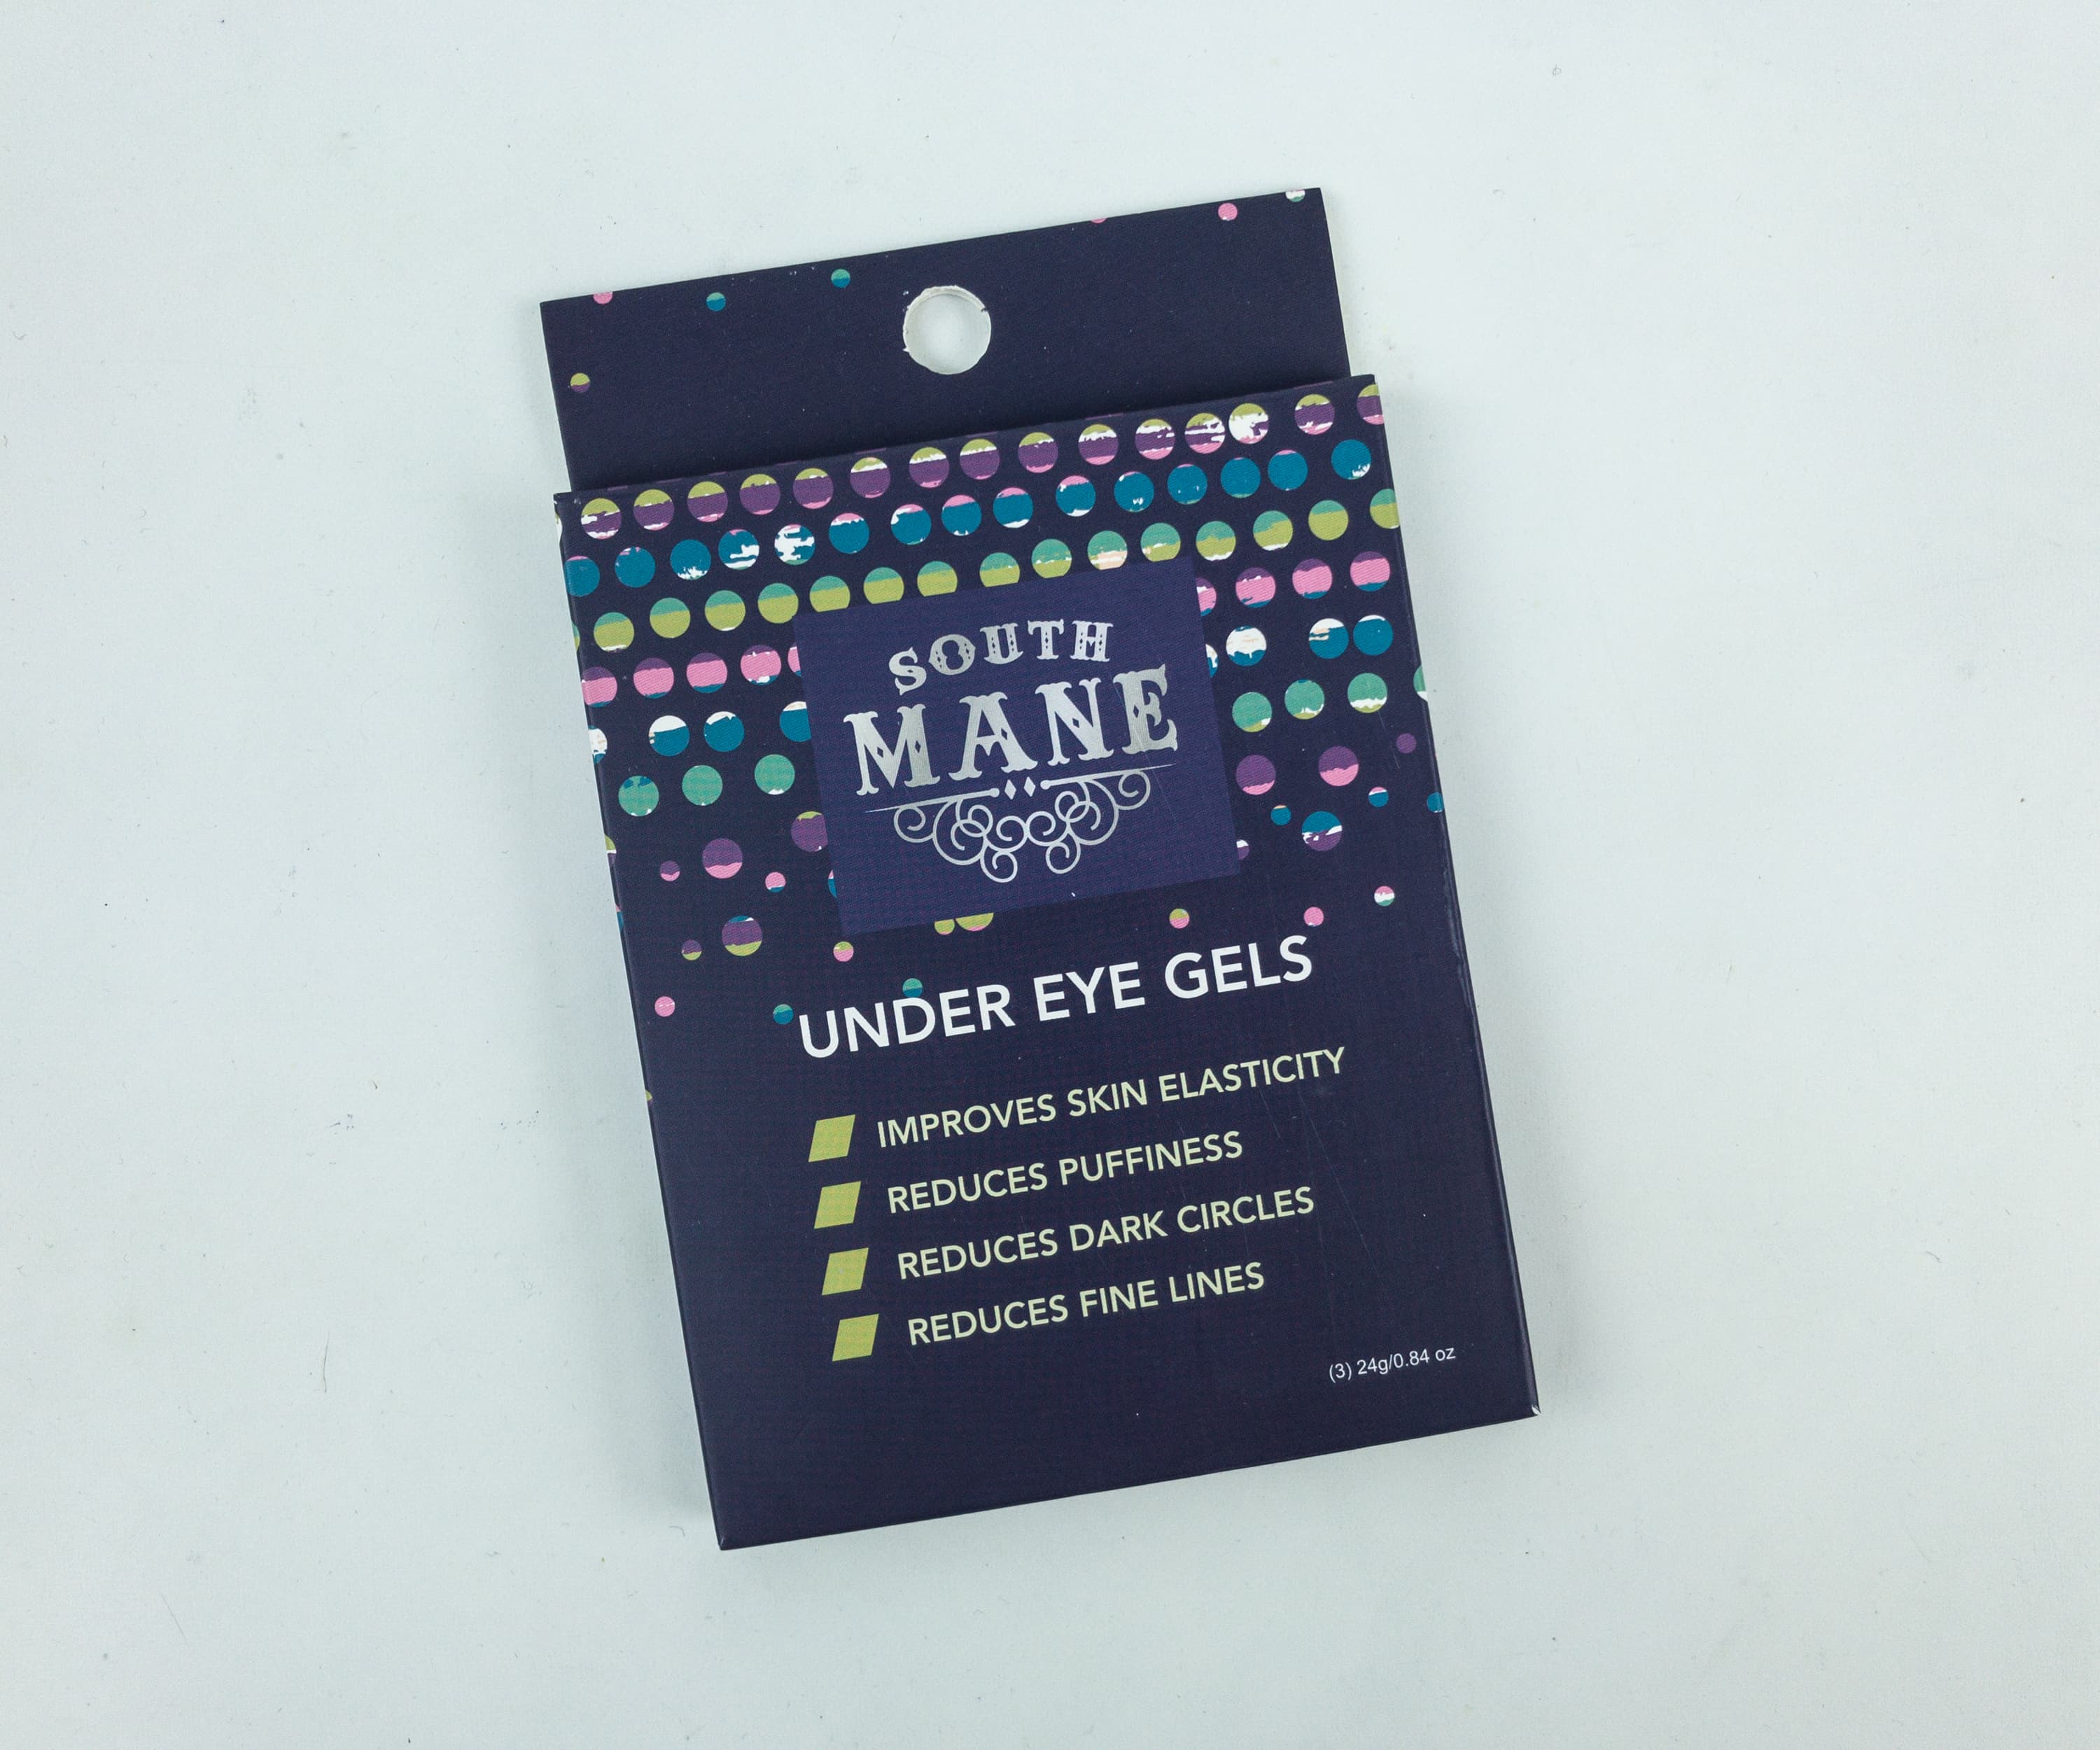 SOUTH
MANE
UNDER EYE GELS
IMPROVES SKIN ELASTICITY
REDUCES PUFFINESS
REDUCES DARK CIRCLES
REDUCES FINE LINES
(3) 24g/0.84 oz